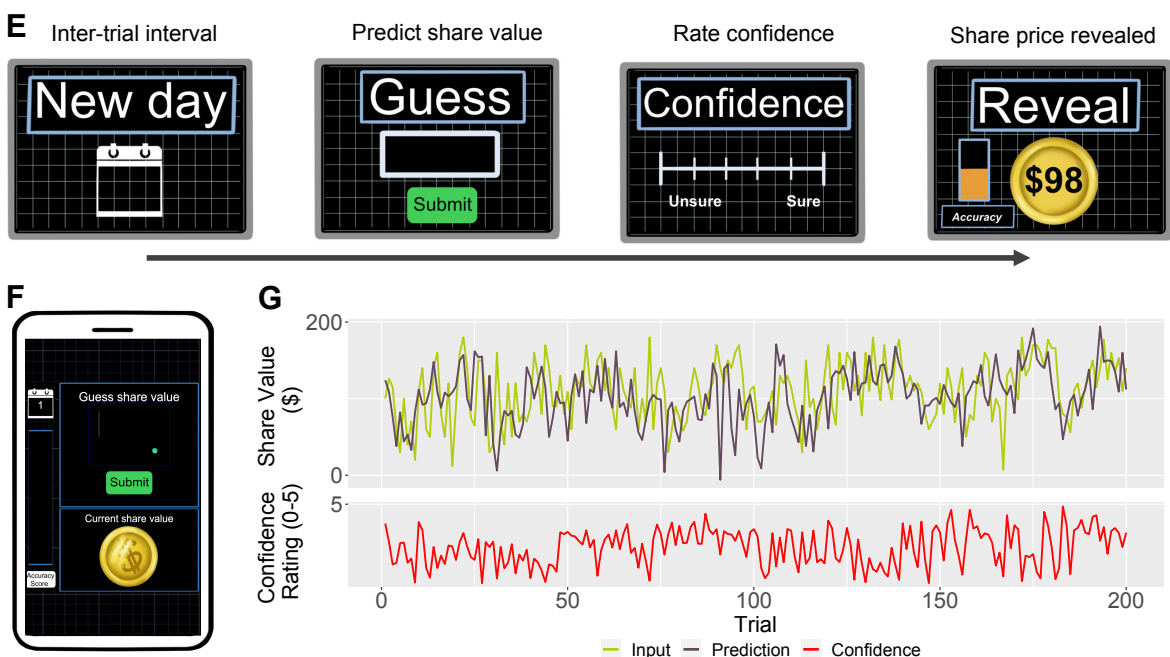 E
Inter-trial interval
Predict share value
Rate confidence
Share price revealed
New day
Guess
Submit
Confidence
Unsure
Sure
Reveal
$98
Accuracy
F
1
Guess share value
Submit
Current share value
$
Accuracy
Score
G
Share Value
($)
200
0
Confidence
Rating (0-5)
5
0
50
100
150
200
Trial
Input
Prediction
Confidence